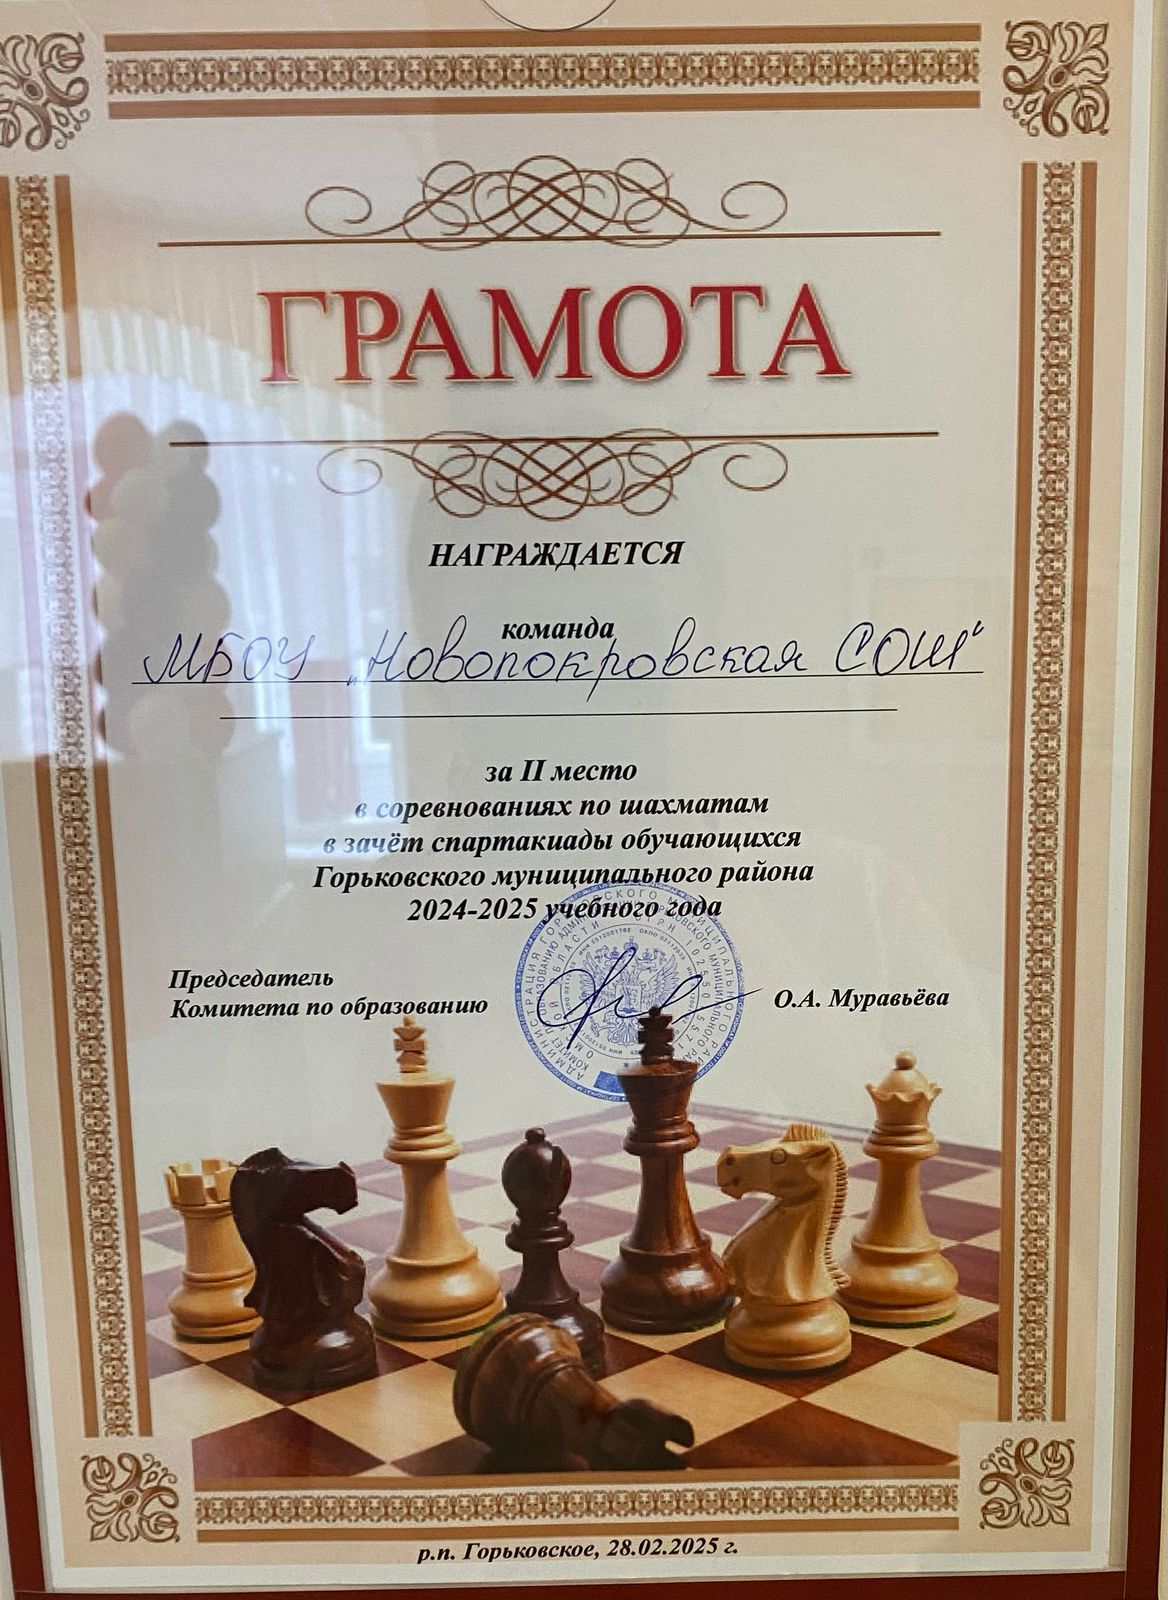 ГРАМОТА
НАГРАЖДАЕТСЯ
команда
МБОУ „Новопокровская СОШ“
за II место
в соревнованиях по шахматам
в зачёт спартакиады обучающихся
Горьковского муниципального района
2024-2025 учебного года
Председатель
Комитета по образованию
О.А. Муравьёва
р.п. Горьковское, 28.02.2025 г.